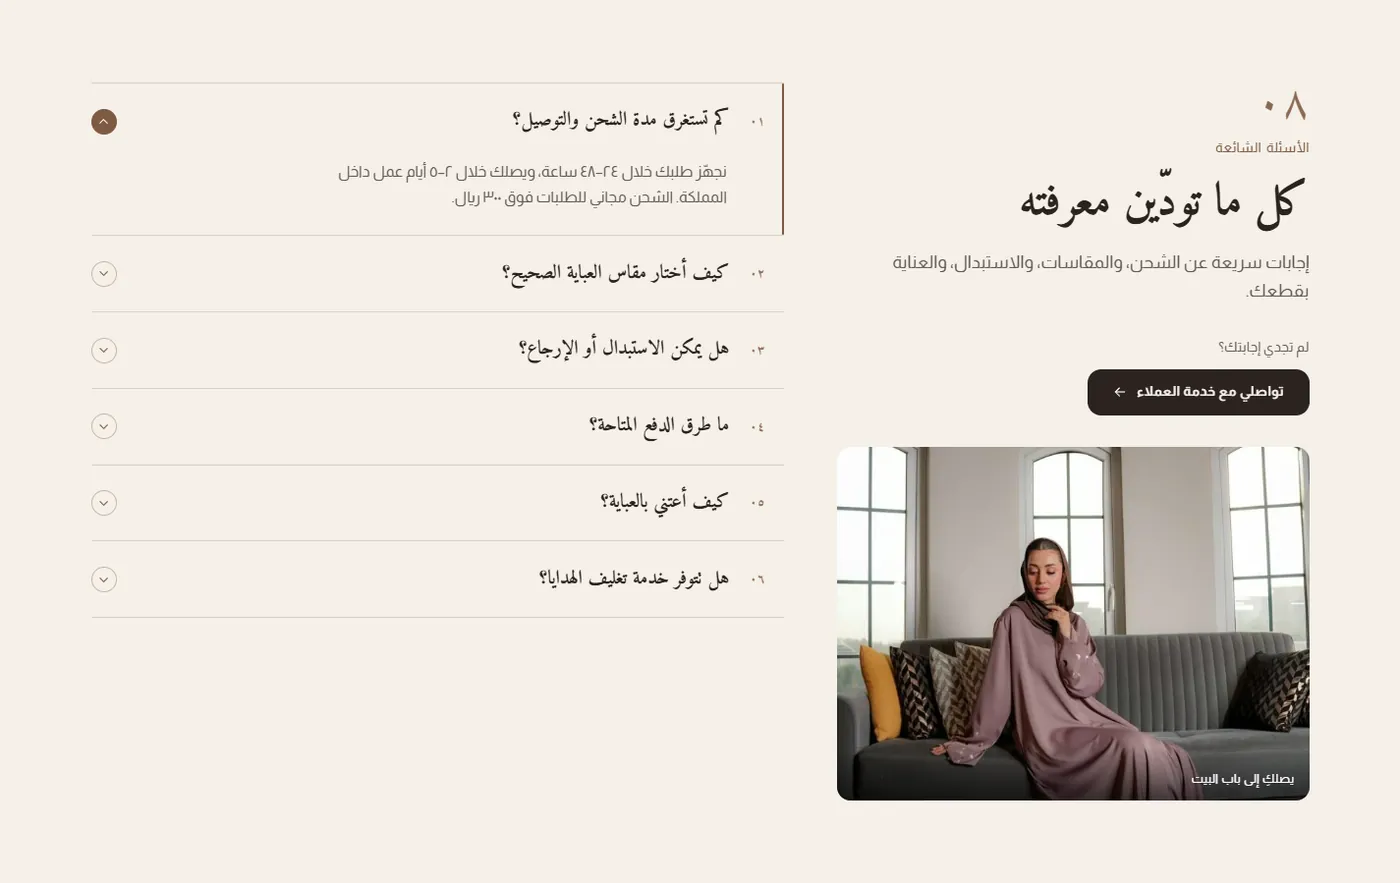 ٠٨
الأسئلة الشائعة
كل ما تودّين معرفته
إجابات سريعة عن الشحن، والمقاسات، والاستبدال، والعناية
بقطعك.
لم تجدي إجابتك؟
تواصلي مع خدمة العملاء ←
يصلكِ إلى باب البيت
٠١ كم تستغرق مدة الشحن والتوصيل؟
نجهّز طلبك خلال ٢٤–٤٨ ساعة، ويصلك خلال ٢–٥ أيام عمل داخل
المملكة. الشحن مجاني للطلبات فوق ٣٠٠ ريال.
٠٢ كيف أختار مقاس العباية الصحيح؟
٠٣ هل يمكن الاستبدال أو الإرجاع؟
٠٤ ما طرق الدفع المتاحة؟
٠٥ كيف أعتني بالعباية؟
٠٦ هل تتوفر خدمة تغليف الهدايا؟